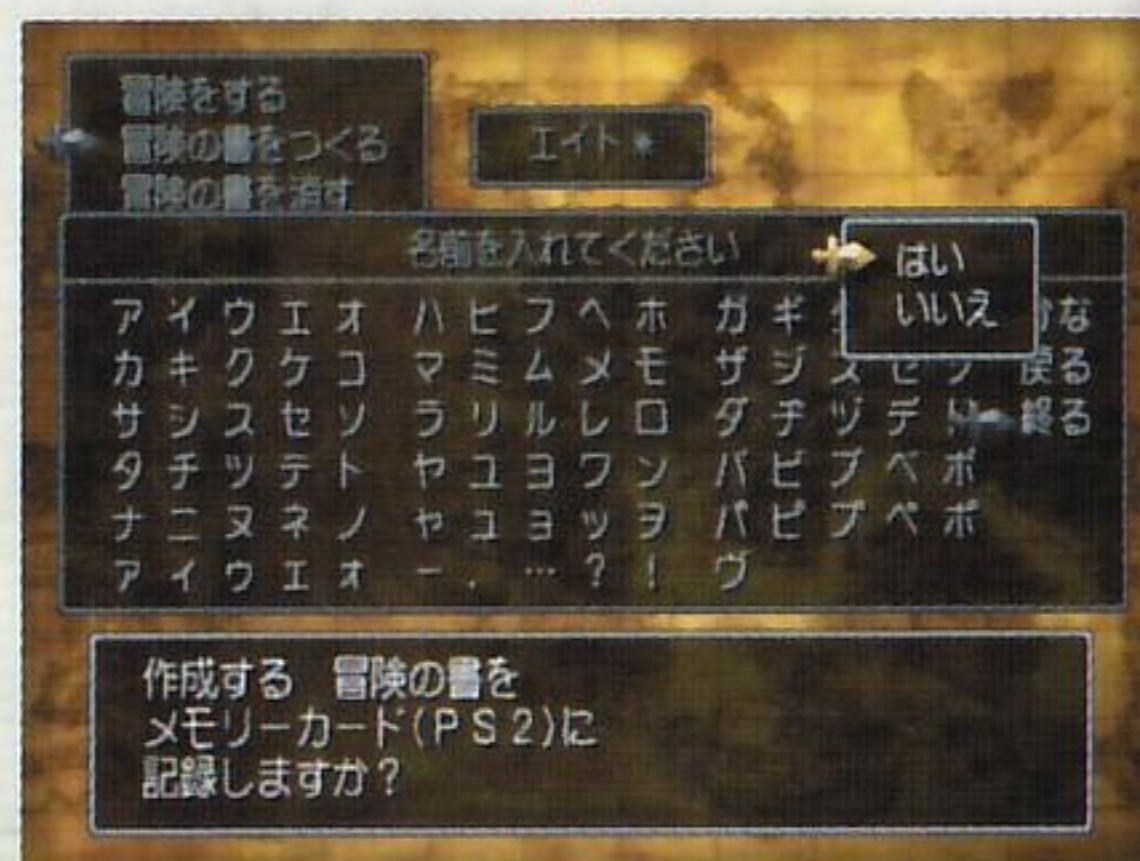 冒険をする
冒険の書をつくる
冒険の書を消す
エイト＊
名前を入れてください
はい
いいえ
ア イ ウ エ オ ハ ヒ フ ヘ ホ ガ ギ な
カ キ ク ケ コ マ ミ ム メ モ ザ ジ ズ ゼ ゾ 戻る
サ シ ス セ ソ ラ リ ル レ ロ ダ ヂ ヅ デ 終る
タ チ ツ テ ト ヤ ユ ヨ ワ ン バ ビ ブ ベ ボ
ナ ニ ヌ ネ ノ ャ ュ ョ ッ ヲ パ ピ プ ペ ポ
ァ ィ ゥ ェ ォ ー ． … ？ ！ ヴ
作成する 冒険の書を
メモリーカード(PS2)に
記録しますか？